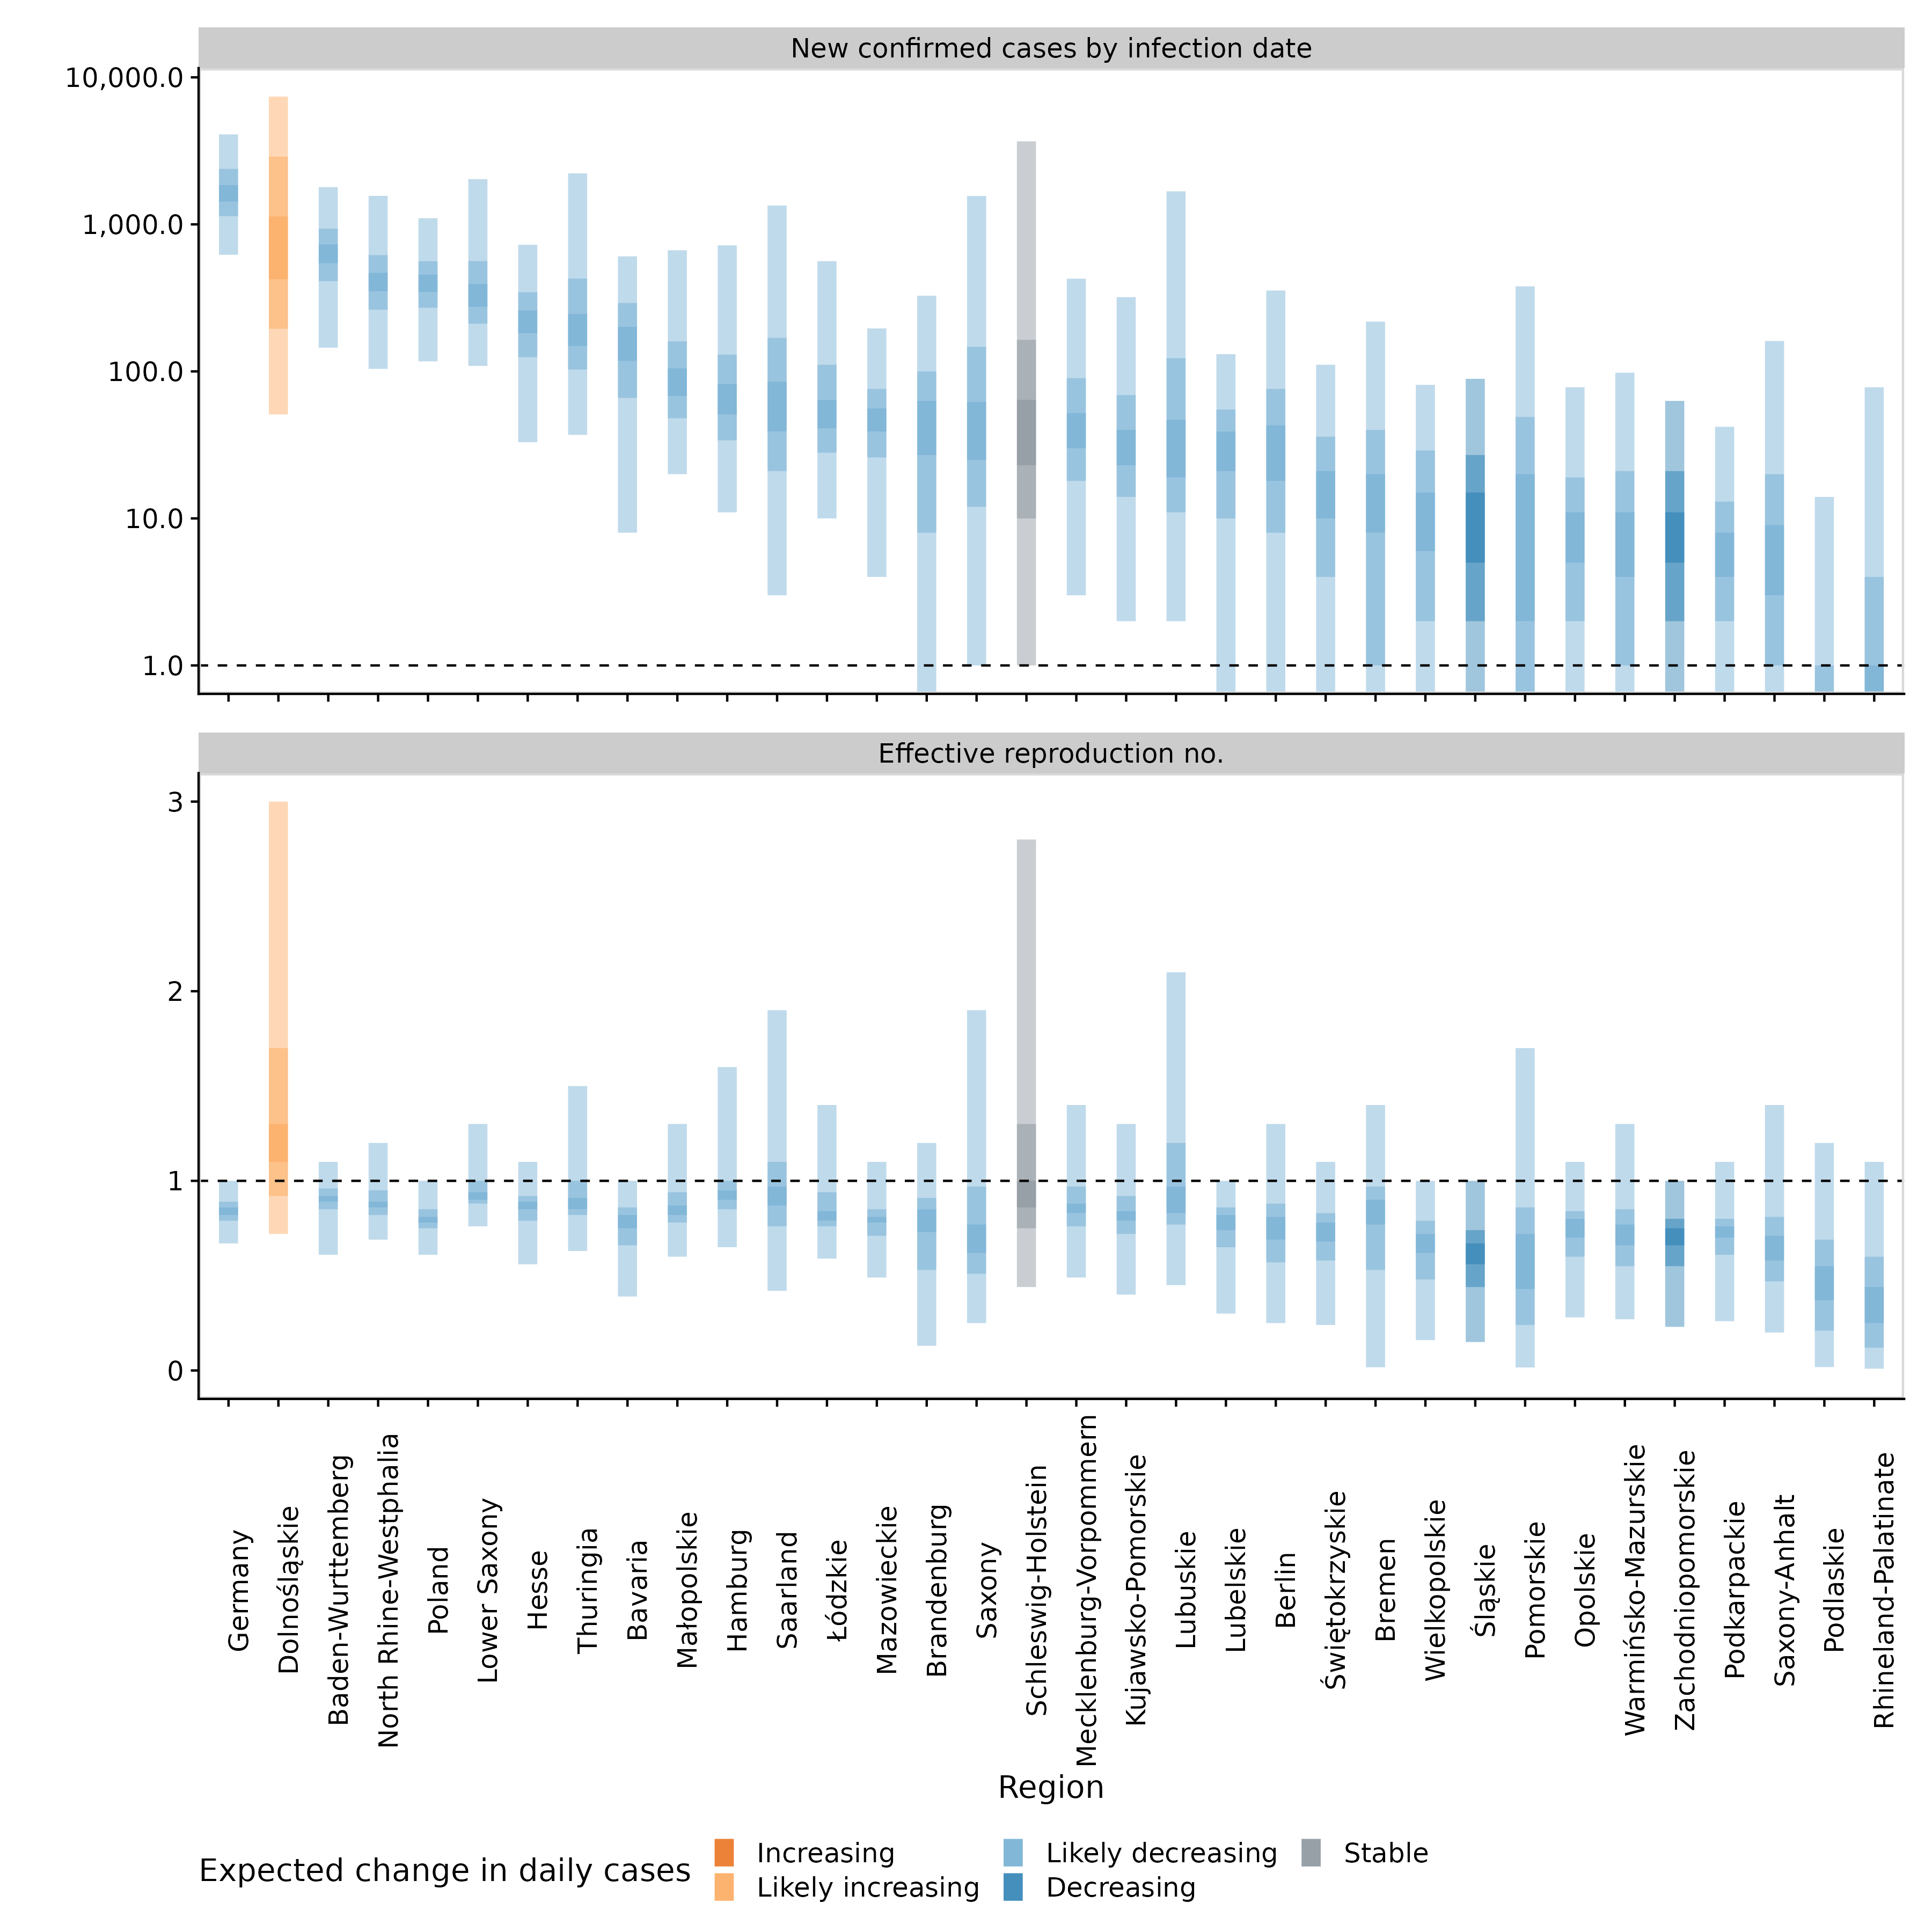 New confirmed cases by infection date
10,000.0
1,000.0
100.0
10.0
1.0
Effective reproduction no.
3
2
1
0
Germany
Dolnośląskie
Baden-Wurttemberg
North Rhine-Westphalia
Poland
Lower Saxony
Hesse
Thuringia
Bavaria
Małopolskie
Hamburg
Saarland
Łódzkie
Mazowieckie
Brandenburg
Saxony
Schleswig-Holstein
Mecklenburg-Vorpommern
Kujawsko-Pomorskie
Lubuskie
Lubelskie
Berlin
Świętokrzyskie
Bremen
Wielkopolskie
Śląskie
Pomorskie
Opolskie
Warmińsko-Mazurskie
Zachodniopomorskie
Podkarpackie
Saxony-Anhalt
Podlaskie
Rhineland-Palatinate
Region
Expected change in daily cases
Increasing
Likely increasing
Likely decreasing
Decreasing
Stable